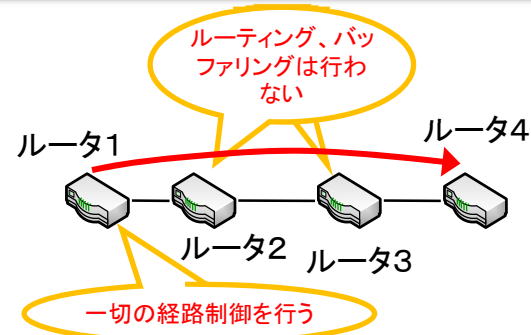 ルーティング、バッ
ファリングは行わ
ない
ルータ1
ルータ4
ルータ2
ルータ3
一切の経路制御を行う